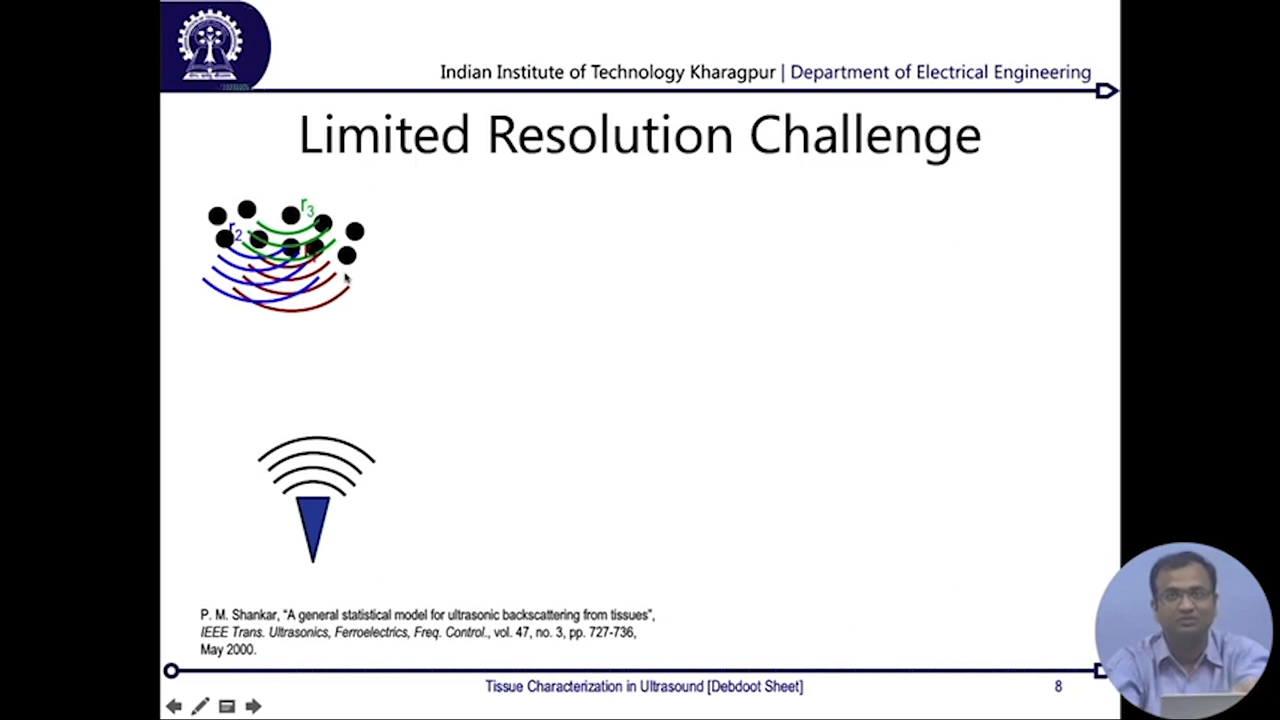 Indian Institute of Technology Kharagpur | Department of Electrical Engineering
Limited Resolution Challenge
r3
r2
P. M. Shankar, “A general statistical model for ultrasonic backscattering from tissues”,
IEEE Trans. Ultrasonics, Ferroelectrics, Freq. Control., vol. 47, no. 3, pp. 727-736,
May 2000.
Tissue Characterization in Ultrasound [Debdoot Sheet]
8